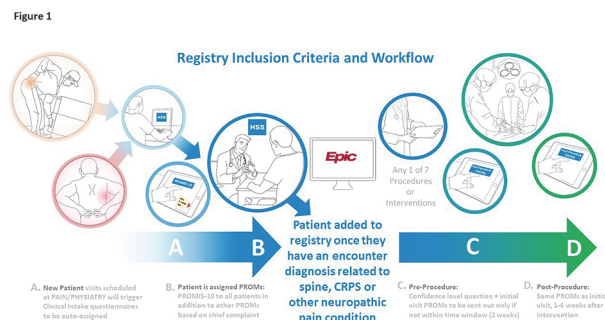 Figure 1
Registry Inclusion Criteria and Workflow
HSS
HSS
PROMIS-10
Epic
Any 1 of 7
Procedures
or
Interventions
A
B
C
D
Patient added to
registry once they
have an encounter
diagnosis related to
spine, CRPS or
other neuropathic
pain condition
A. New Patient visits scheduled
at PAIN/PHYSIATRY will trigger
Clinical Intake questionnaires
to be auto-assigned
B. Patient is assigned PROMs:
PROMIS-10 to all patients in
addition to other PROMs
based on chief complaint
C. Pre-Procedure:
Confidence level question + initial
visit PROMs to be sent out only if
not within time window (2 weeks)
D. Post-Procedure:
Same PROMs as initial
visit, 1-4 weeks after
intervention